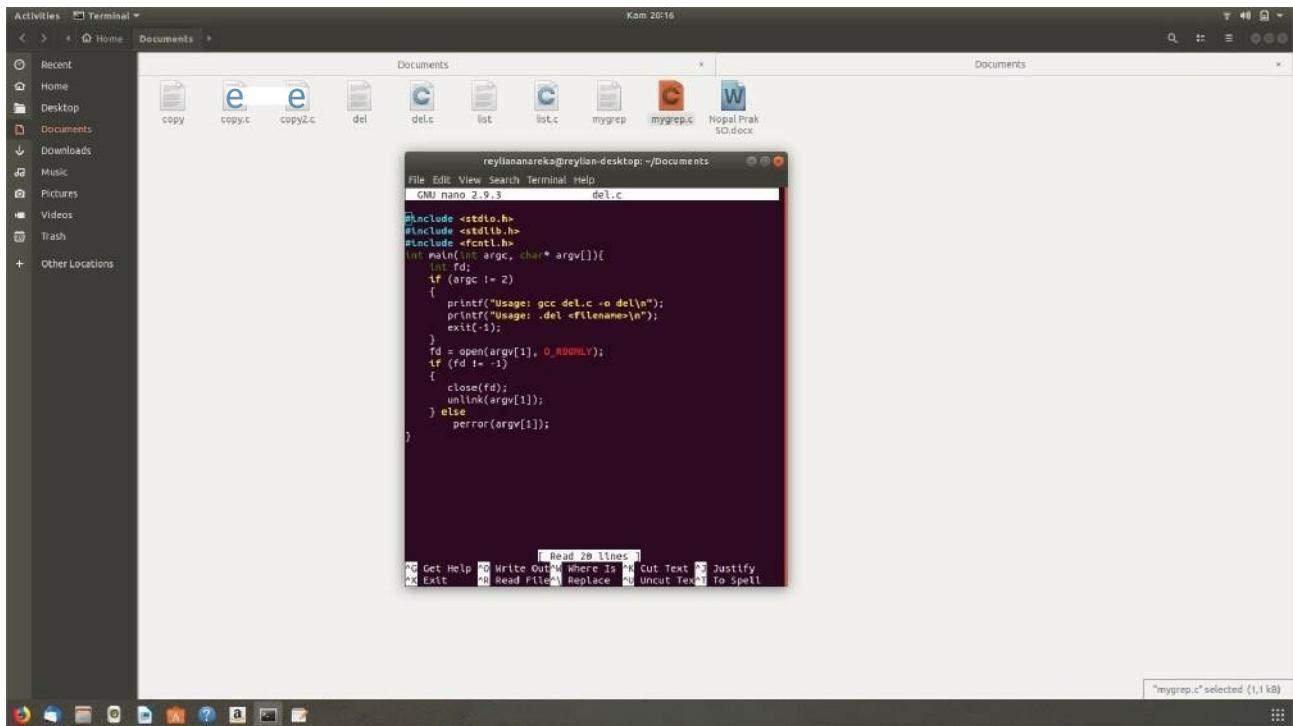 Activities Terminal Kam 20:16
Home Documents
Recent
Home
Desktop
Documents
Downloads
Music
Pictures
Videos
Trash
+ Other Locations
Documents × Documents ×
copy copy.c copy2.c del del.c list list.c mygrep mygrep.c Nopal Prak SO.docx
reyliananareka@reylian-desktop: ~/Documents
File Edit View Search Terminal Help
GNU nano 2.9.3 del.c
#include <stdio.h>
#include <stdlib.h>
#include <fcntl.h>
int main(int argc, char* argv[]){
int fd;
if (argc != 2)
{
printf("Usage: gcc del.c -o del\n");
printf("Usage: .del <filename>\n");
exit(-1);
}
fd = open(argv[1], O_RDONLY);
if (fd != -1)
{
close(fd);
unlink(argv[1]);
} else
perror(argv[1]);
}
[ Read 20 lines ]
^G Get Help ^O Write Out ^W Where Is ^K Cut Text ^J Justify
^X Exit ^R Read File ^\ Replace ^U Uncut Tex ^T To Spell
"mygrep.c" selected (1,1 kB)